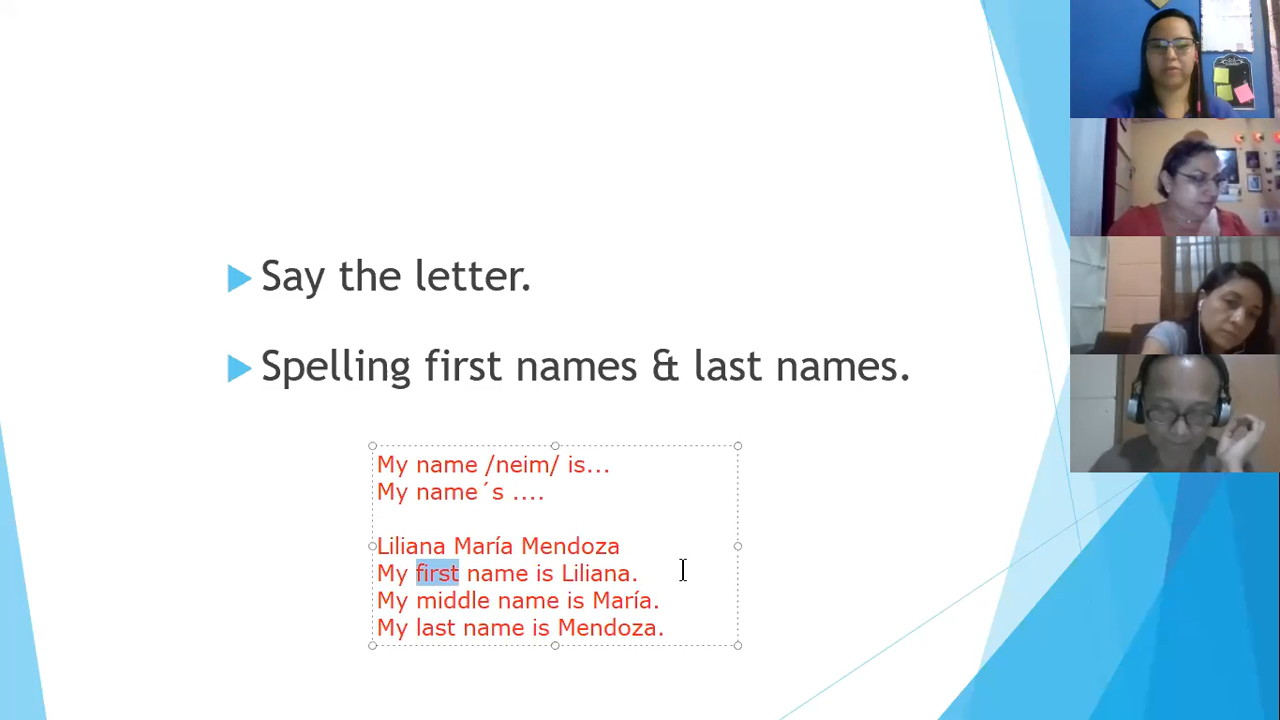 Say the letter.
Spelling first names & last names.
My name /neim/ is...
My name´s ....
Liliana María Mendoza
My first name is Liliana.
My middle name is María.
My last name is Mendoza.